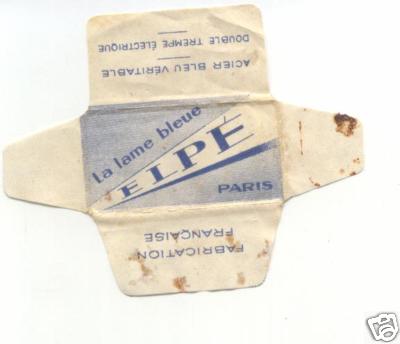 ACIER BLEU VÉRITABLE
DOUBLE TREMPE ÉLECTRIQUE
La lame bleue
ELPÉ
PARIS
FABRICATION
FRANÇAISE